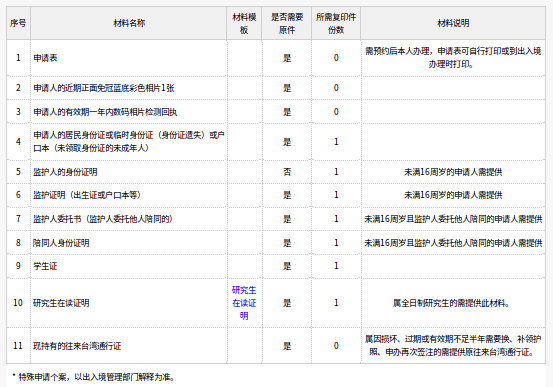 序号 材料名称 材料模板 是否需要原件 所需复印件份数 材料说明
1 申请表 是 0 需预约后本人办理，申请表可自行打印或到出入境办理时打印。
2 申请人的近期正面免冠蓝底彩色相片1张 是 0
3 申请人的有效期一年内数码相片检测回执 是 0
4 申请人的居民身份证或临时身份证（身份证遗失）或户口本（未领取身份证的未成年人） 是 1
5 监护人的身份证明 否 1 未满16周岁的申请人需提供
6 监护证明（出生证或户口本等） 是 1 未满16周岁的申请人需提供
7 监护人委托书（监护人委托他人陪同的） 是 1 未满16周岁且监护人委托他人陪同的申请人需提供
8 陪同人身份证明 是 1 未满16周岁且监护人委托他人陪同的申请人需提供
9 学生证 是 1
10 研究生在读证明 研究生在读证明 是 1 属全日制研究生的需提供此材料。
11 现持有的往来台湾通行证 是 0 属因损坏、过期或有效期不足半年需要换、补领护照、申办再次签注的需提供原往来台湾通行证。
* 特殊申请个案，以出入境管理部门解释为准。